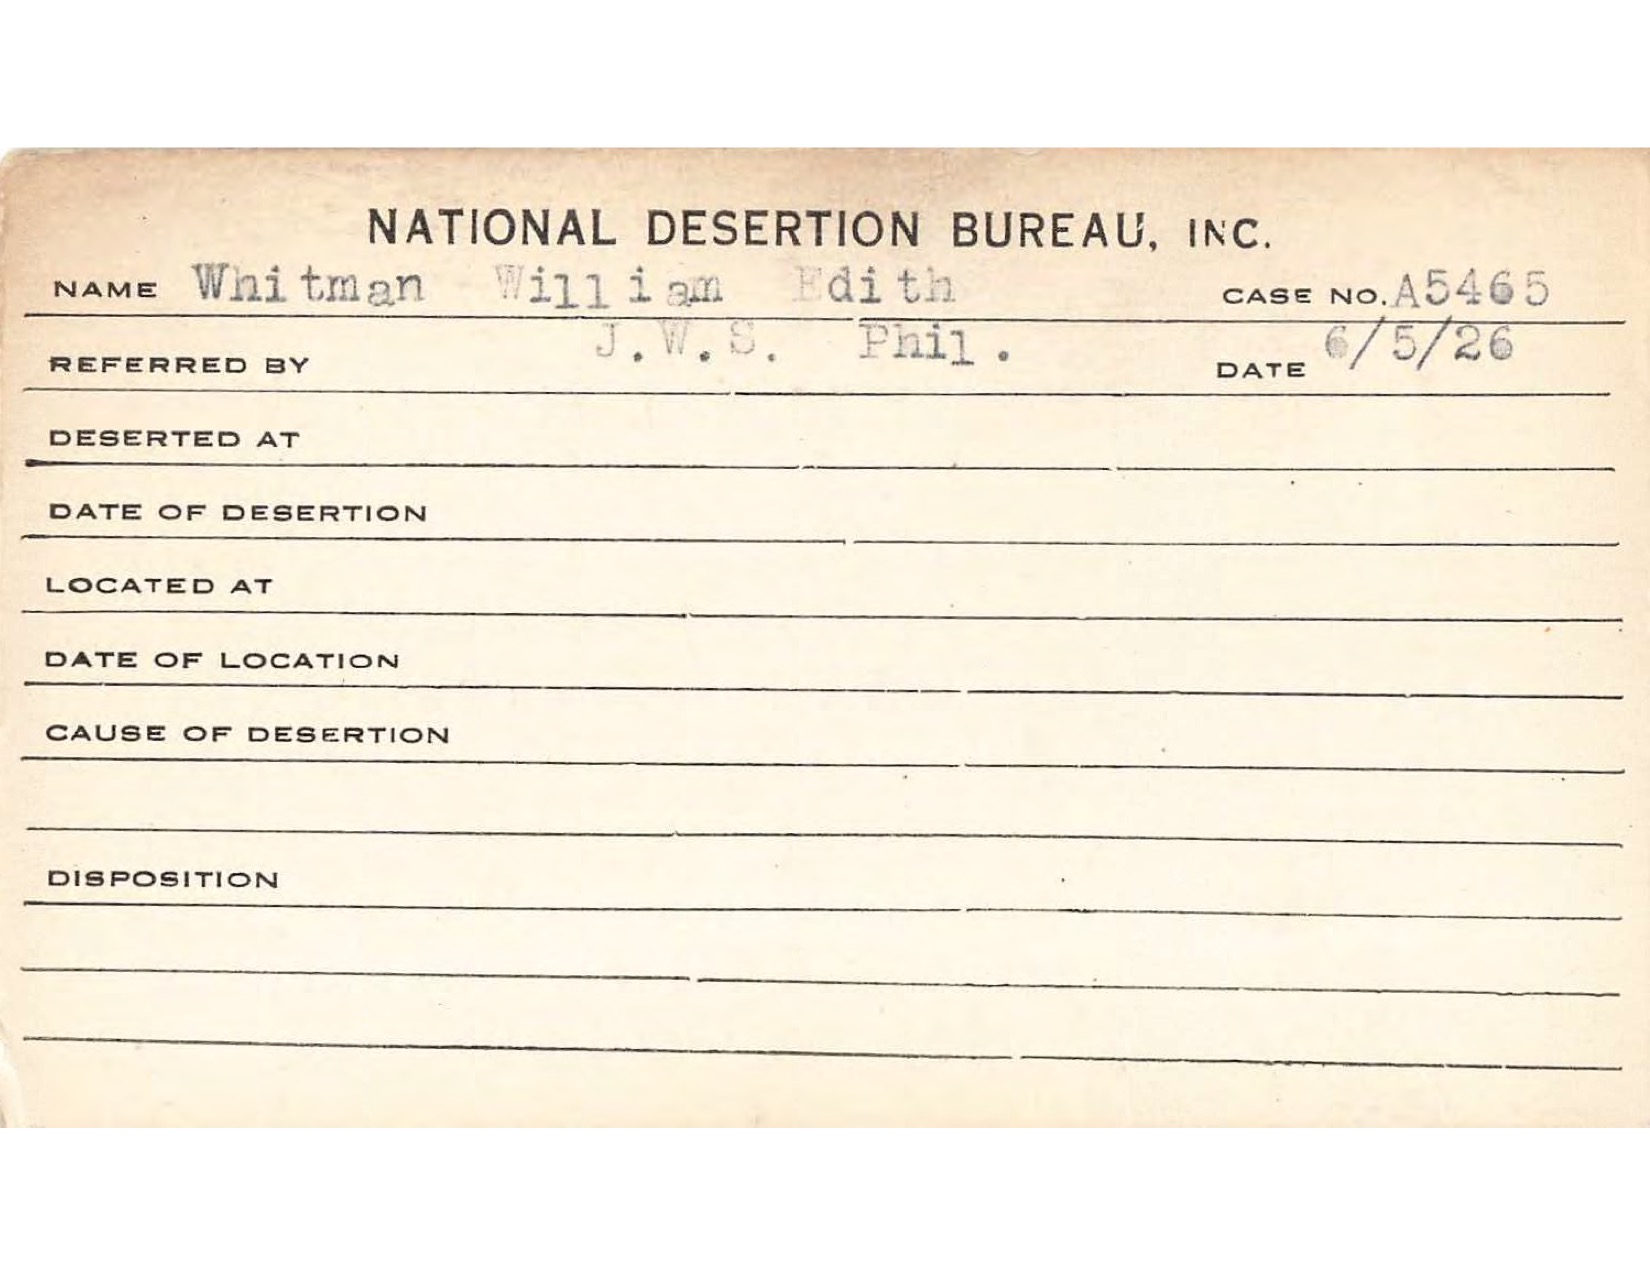 NATIONAL DESERTION BUREAU, INC.
NAME Whitman William Edith CASE NO. A5465
REFERRED BY J.W.S. Phil. DATE 6/5/26
DESERTED AT
DATE OF DESERTION
LOCATED AT
DATE OF LOCATION
CAUSE OF DESERTION
DISPOSITION